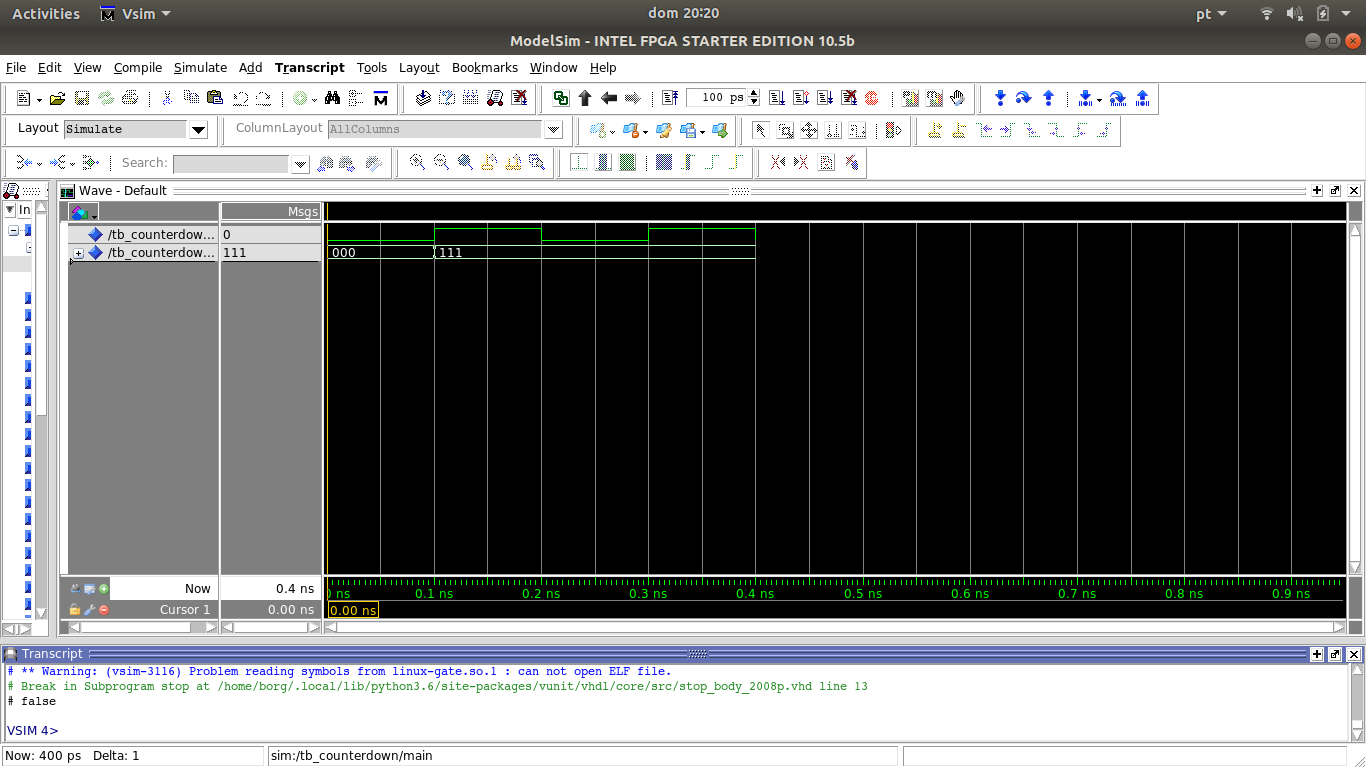 Activities Vsim dom 20:20 pt
ModelSim - INTEL FPGA STARTER EDITION 10.5b
File Edit View Compile Simulate Add Transcript Tools Layout Bookmarks Window Help
100 ps
Layout Simulate ColumnLayout AllColumns
Search:
Wave - Default
In
Msgs
/tb_counterdow... 0
/tb_counterdow... 111
000 111
Now 0.4 ns
ns 0.1 ns 0.2 ns 0.3 ns 0.4 ns 0.5 ns 0.6 ns 0.7 ns 0.8 ns 0.9 ns
Cursor 1 0.00 ns 0.00 ns
Transcript
# ** Warning: (vsim-3116) Problem reading symbols from linux-gate.so.1 : can not open ELF file.
# Break in Subprogram stop at /home/borg/.local/lib/python3.6/site-packages/vunit/vhdl/core/src/stop_body_2008p.vhd line 13
# false
VSIM 4>
Now: 400 ps Delta: 1 sim:/tb_counterdown/main